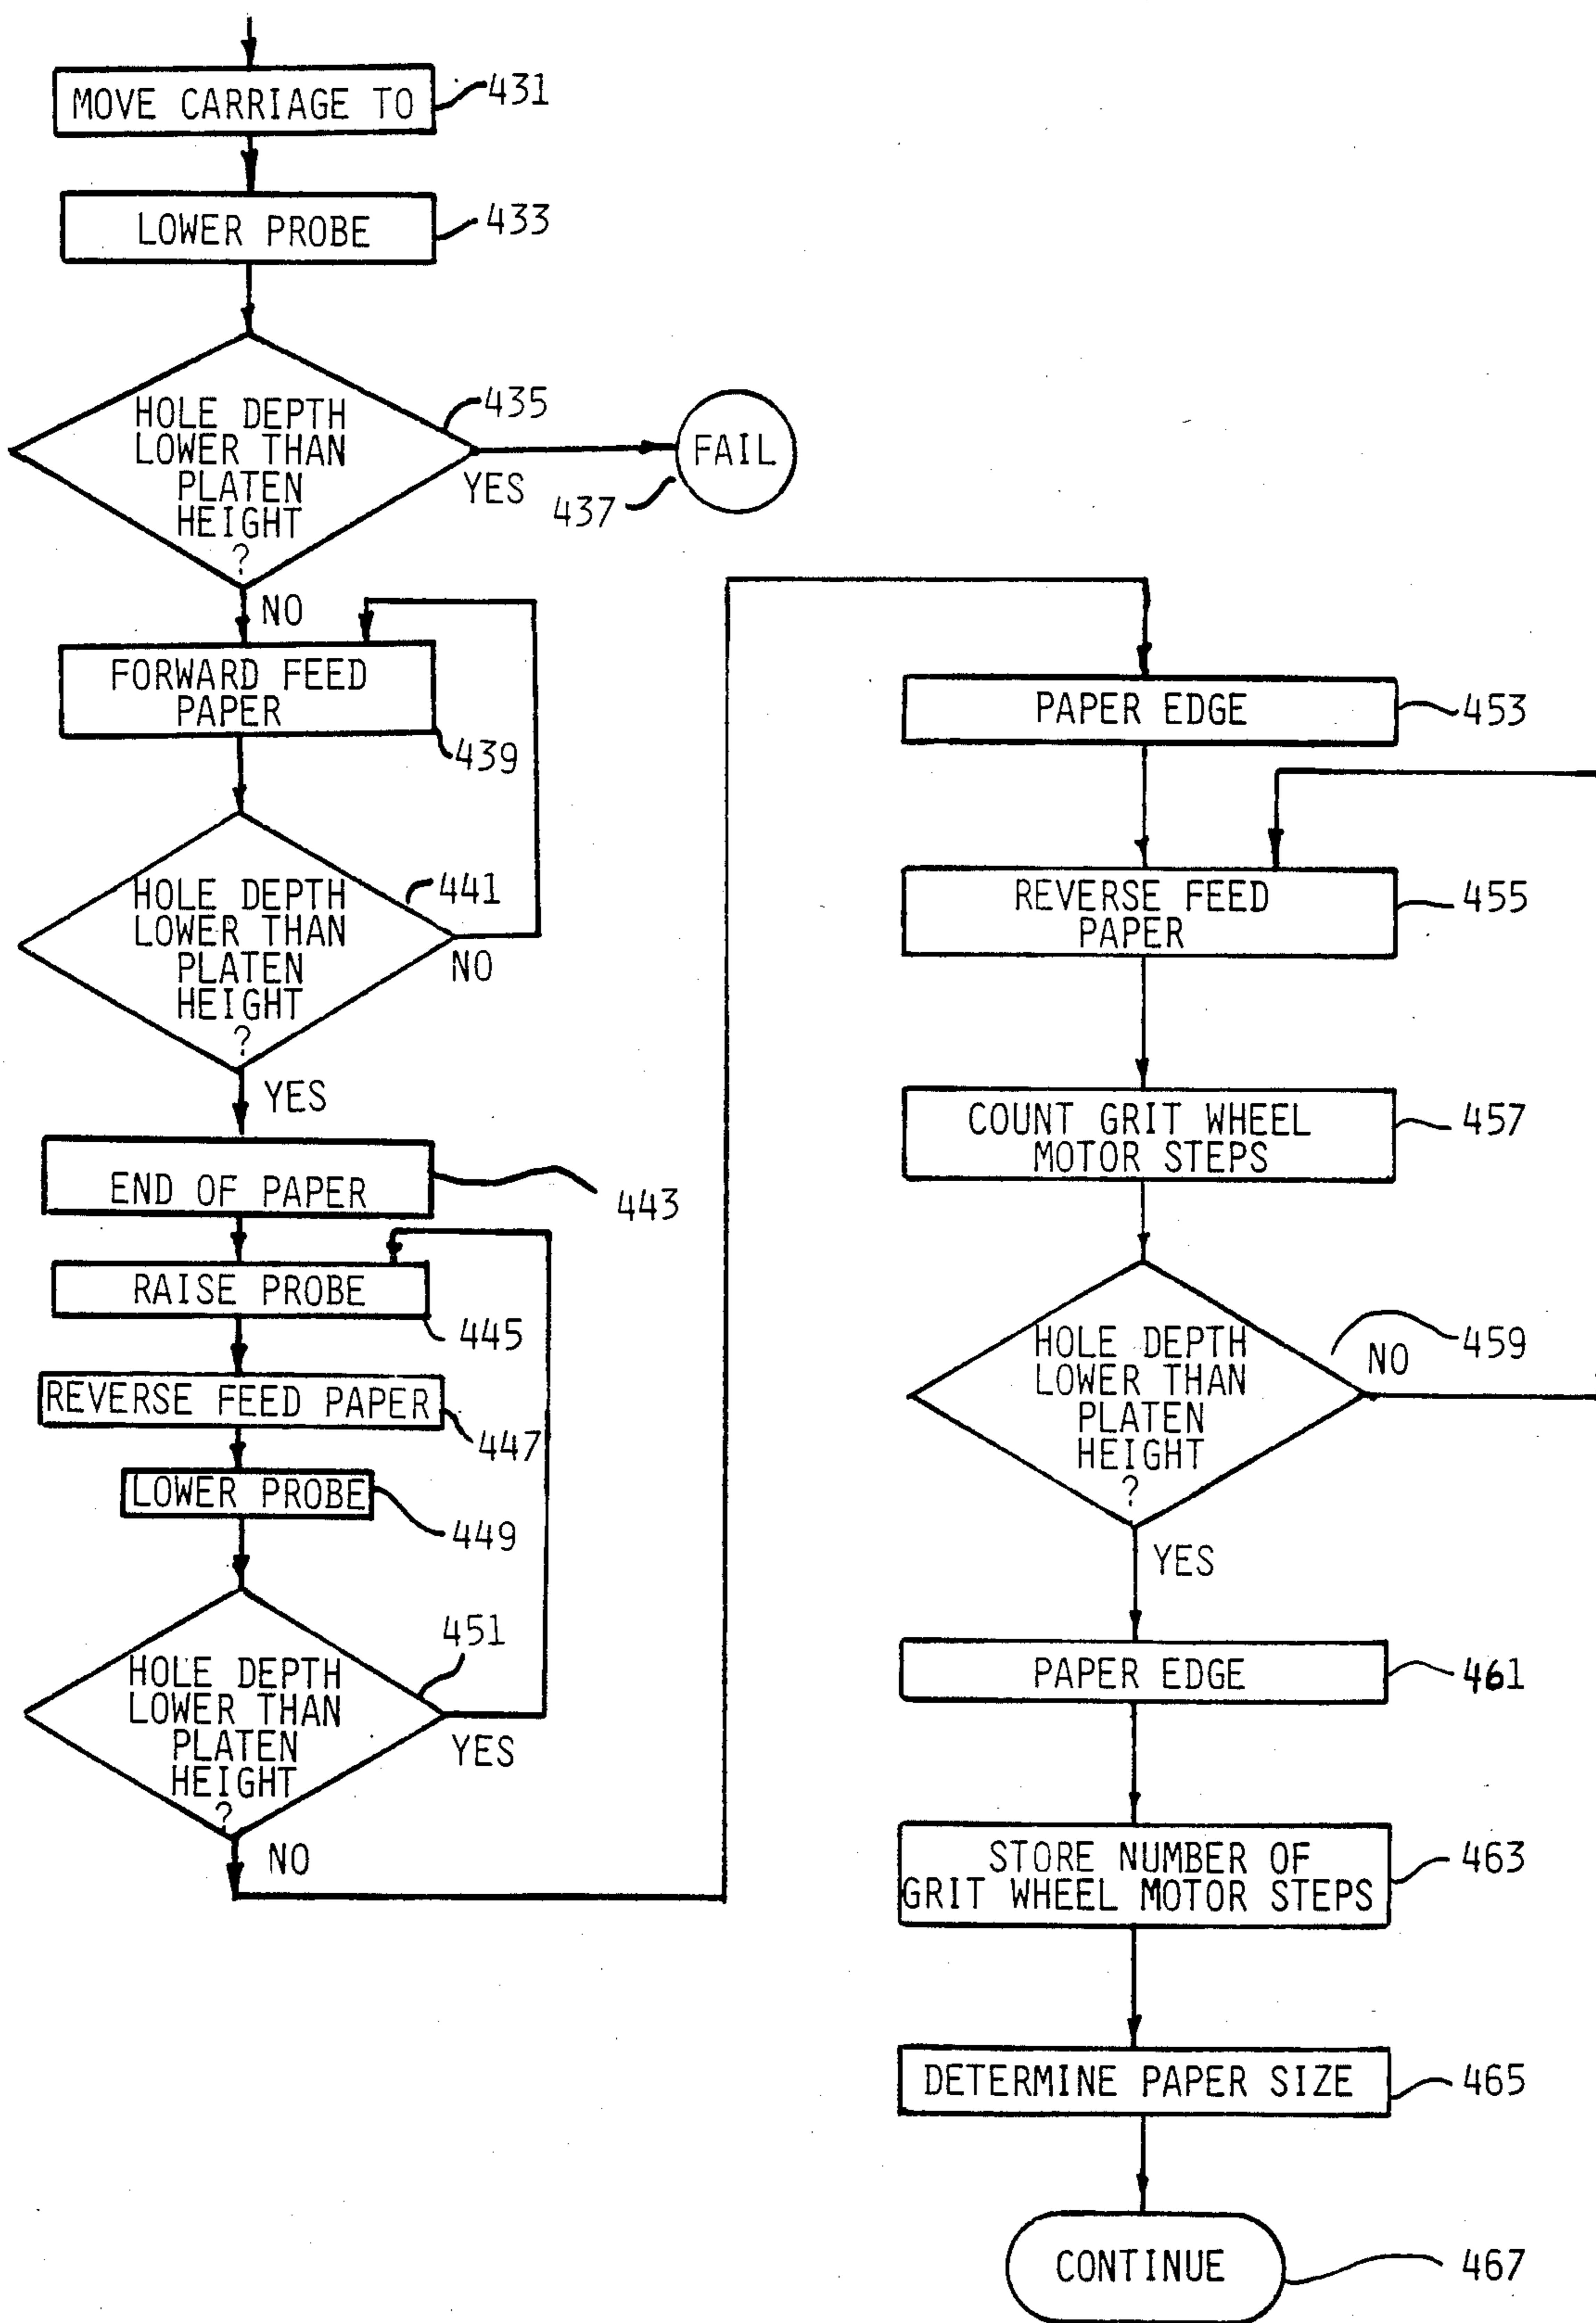 MOVE CARRIAGE TO
431
LOWER PROBE
433
HOLE DEPTH
LOWER THAN
PLATEN
HEIGHT
?
435
YES
FAIL
437
NO
FORWARD FEED
PAPER
439
HOLE DEPTH
LOWER THAN
PLATEN
HEIGHT
?
441
NO
YES
END OF PAPER
443
RAISE PROBE
445
REVERSE FEED PAPER
447
LOWER PROBE
449
HOLE DEPTH
LOWER THAN
PLATEN
HEIGHT
?
451
YES
NO
PAPER EDGE
453
REVERSE FEED
PAPER
455
COUNT GRIT WHEEL
MOTOR STEPS
457
HOLE DEPTH
LOWER THAN
PLATEN
HEIGHT
?
459
NO
YES
PAPER EDGE
461
STORE NUMBER OF
GRIT WHEEL MOTOR STEPS
463
DETERMINE PAPER SIZE
465
CONTINUE
467